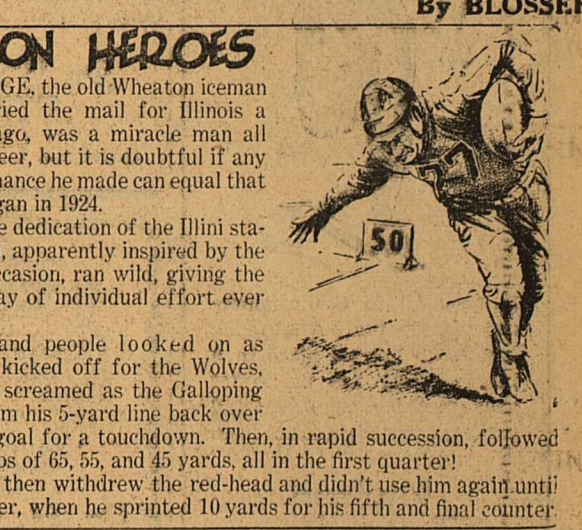 By BLOSSER
ON HEROES
GE, the old Wheaton iceman
ried the mail for Illinois a
ago, was a miracle man all
eer, but it is doubtful if any
mance he made can equal that
gan in 1924.
e dedication of the Illini sta-
, apparently inspired by the
ccasion, ran wild, giving the
ay of individual effort ever
and people looked on as
kicked off for the Wolves,
screamed as the Galloping
m his 5-yard line back over
goal for a touchdown. Then, in rapid succession, followed
ps of 65, 55, and 45 yards, all in the first quarter!
then withdrew the red-head and didn't use him again until
er, when he sprinted 10 yards for his fifth and final counter
77
50